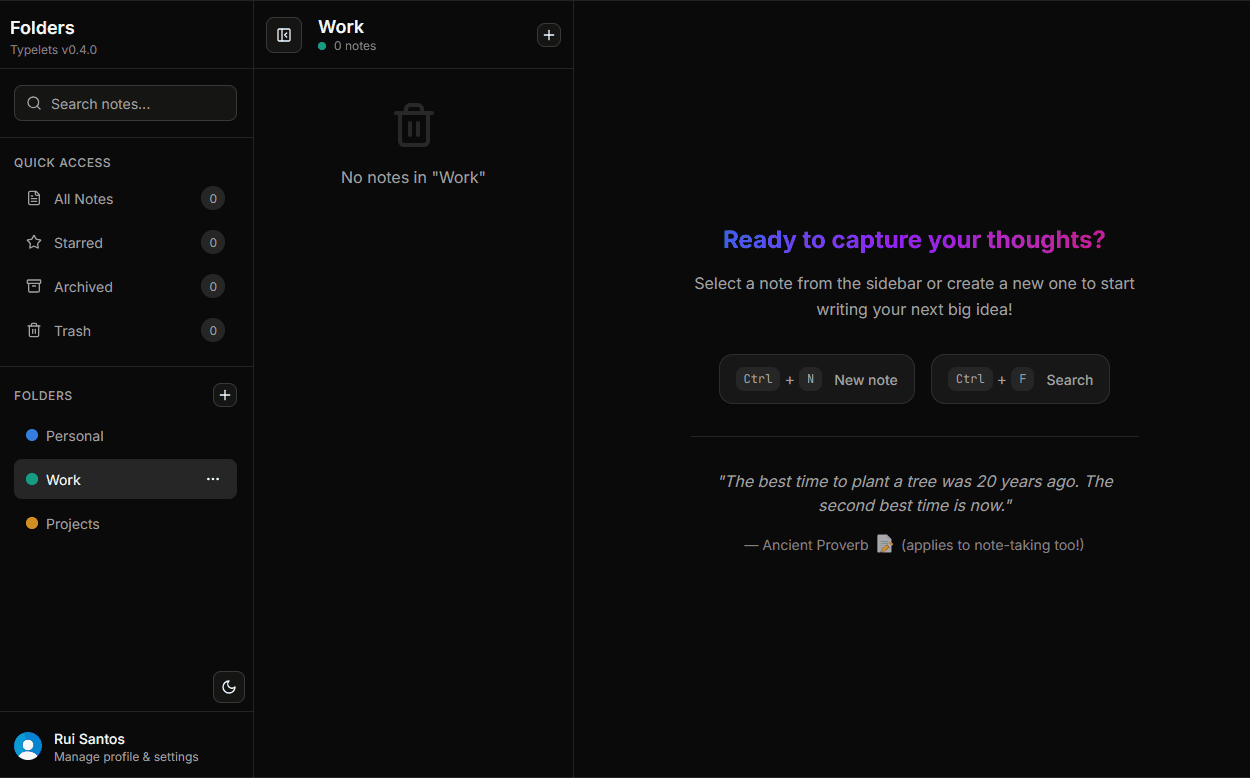 Folders
Typelets v0.4.0
Search notes...
QUICK ACCESS
All Notes 0
Starred 0
Archived 0
Trash 0
FOLDERS
Personal
Work
Projects
Rui Santos
Manage profile & settings
Work
0 notes
No notes in "Work"
Ready to capture your thoughts?
Select a note from the sidebar or create a new one to start
writing your next big idea!
Ctrl + N New note
Ctrl + F Search
"The best time to plant a tree was 20 years ago. The
second best time is now."
— Ancient Proverb 📝 (applies to note-taking too!)